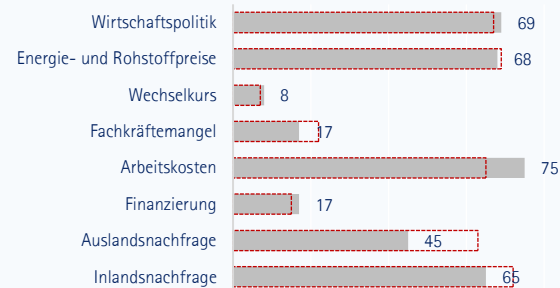 Wirtschaftspolitik 69
Energie- und Rohstoffpreise 68
Wechselkurs 8
Fachkräftemangel 17
Arbeitskosten 75
Finanzierung 17
Auslandsnachfrage 45
Inlandsnachfrage 65